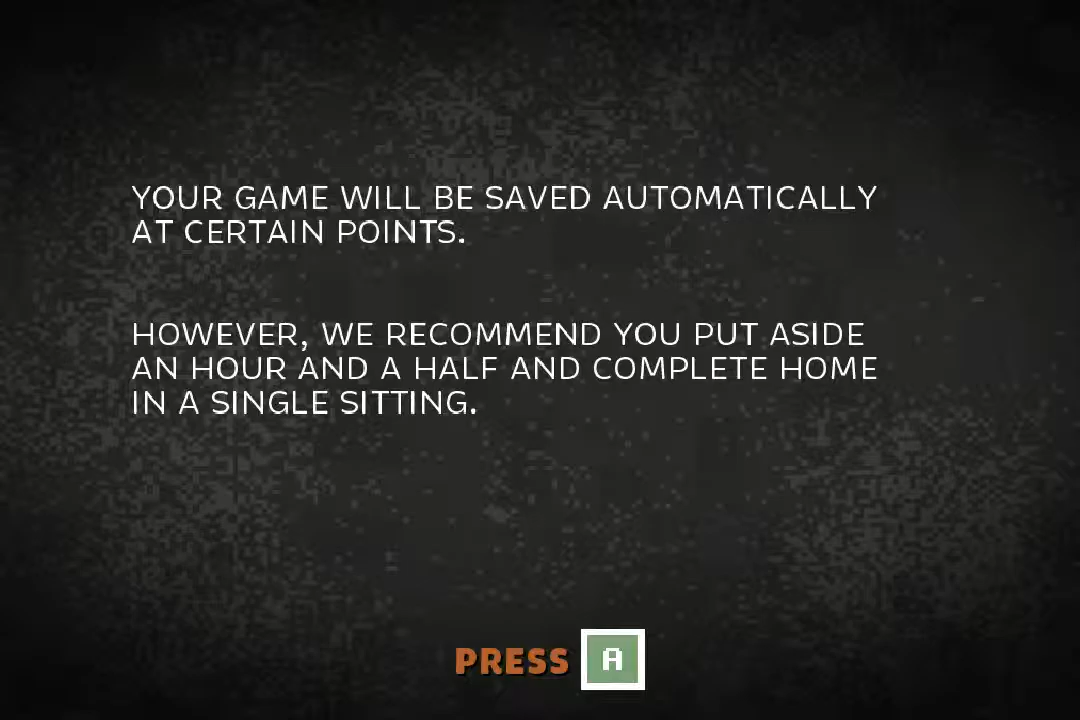 YOUR GAME WILL BE SAVED AUTOMATICALLY
AT CERTAIN POINTS.
HOWEVER, WE RECOMMEND YOU PUT ASIDE
AN HOUR AND A HALF AND COMPLETE HOME
IN A SINGLE SITTING.
PRESS A